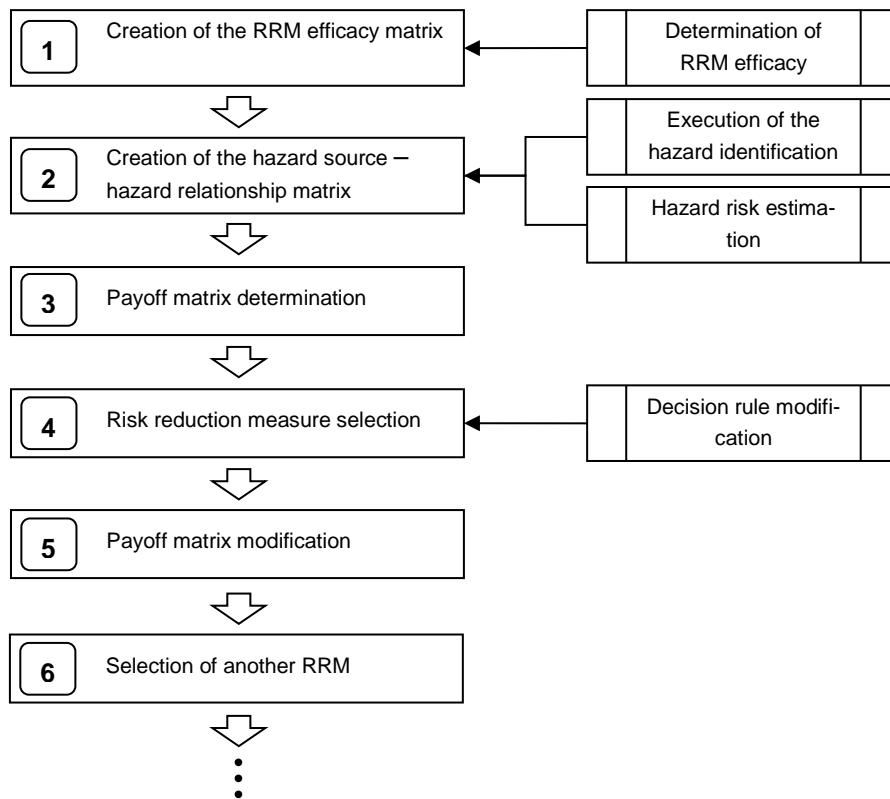 1
Creation of the RRM efficacy matrix
Determination of
RRM efficacy
2
Creation of the hazard source –
hazard relationship matrix
Execution of the
hazard identification
Hazard risk estima-
tion
3
Payoff matrix determination
4
Risk reduction measure selection
Decision rule modifi-
cation
5
Payoff matrix modification
6
Selection of another RRM